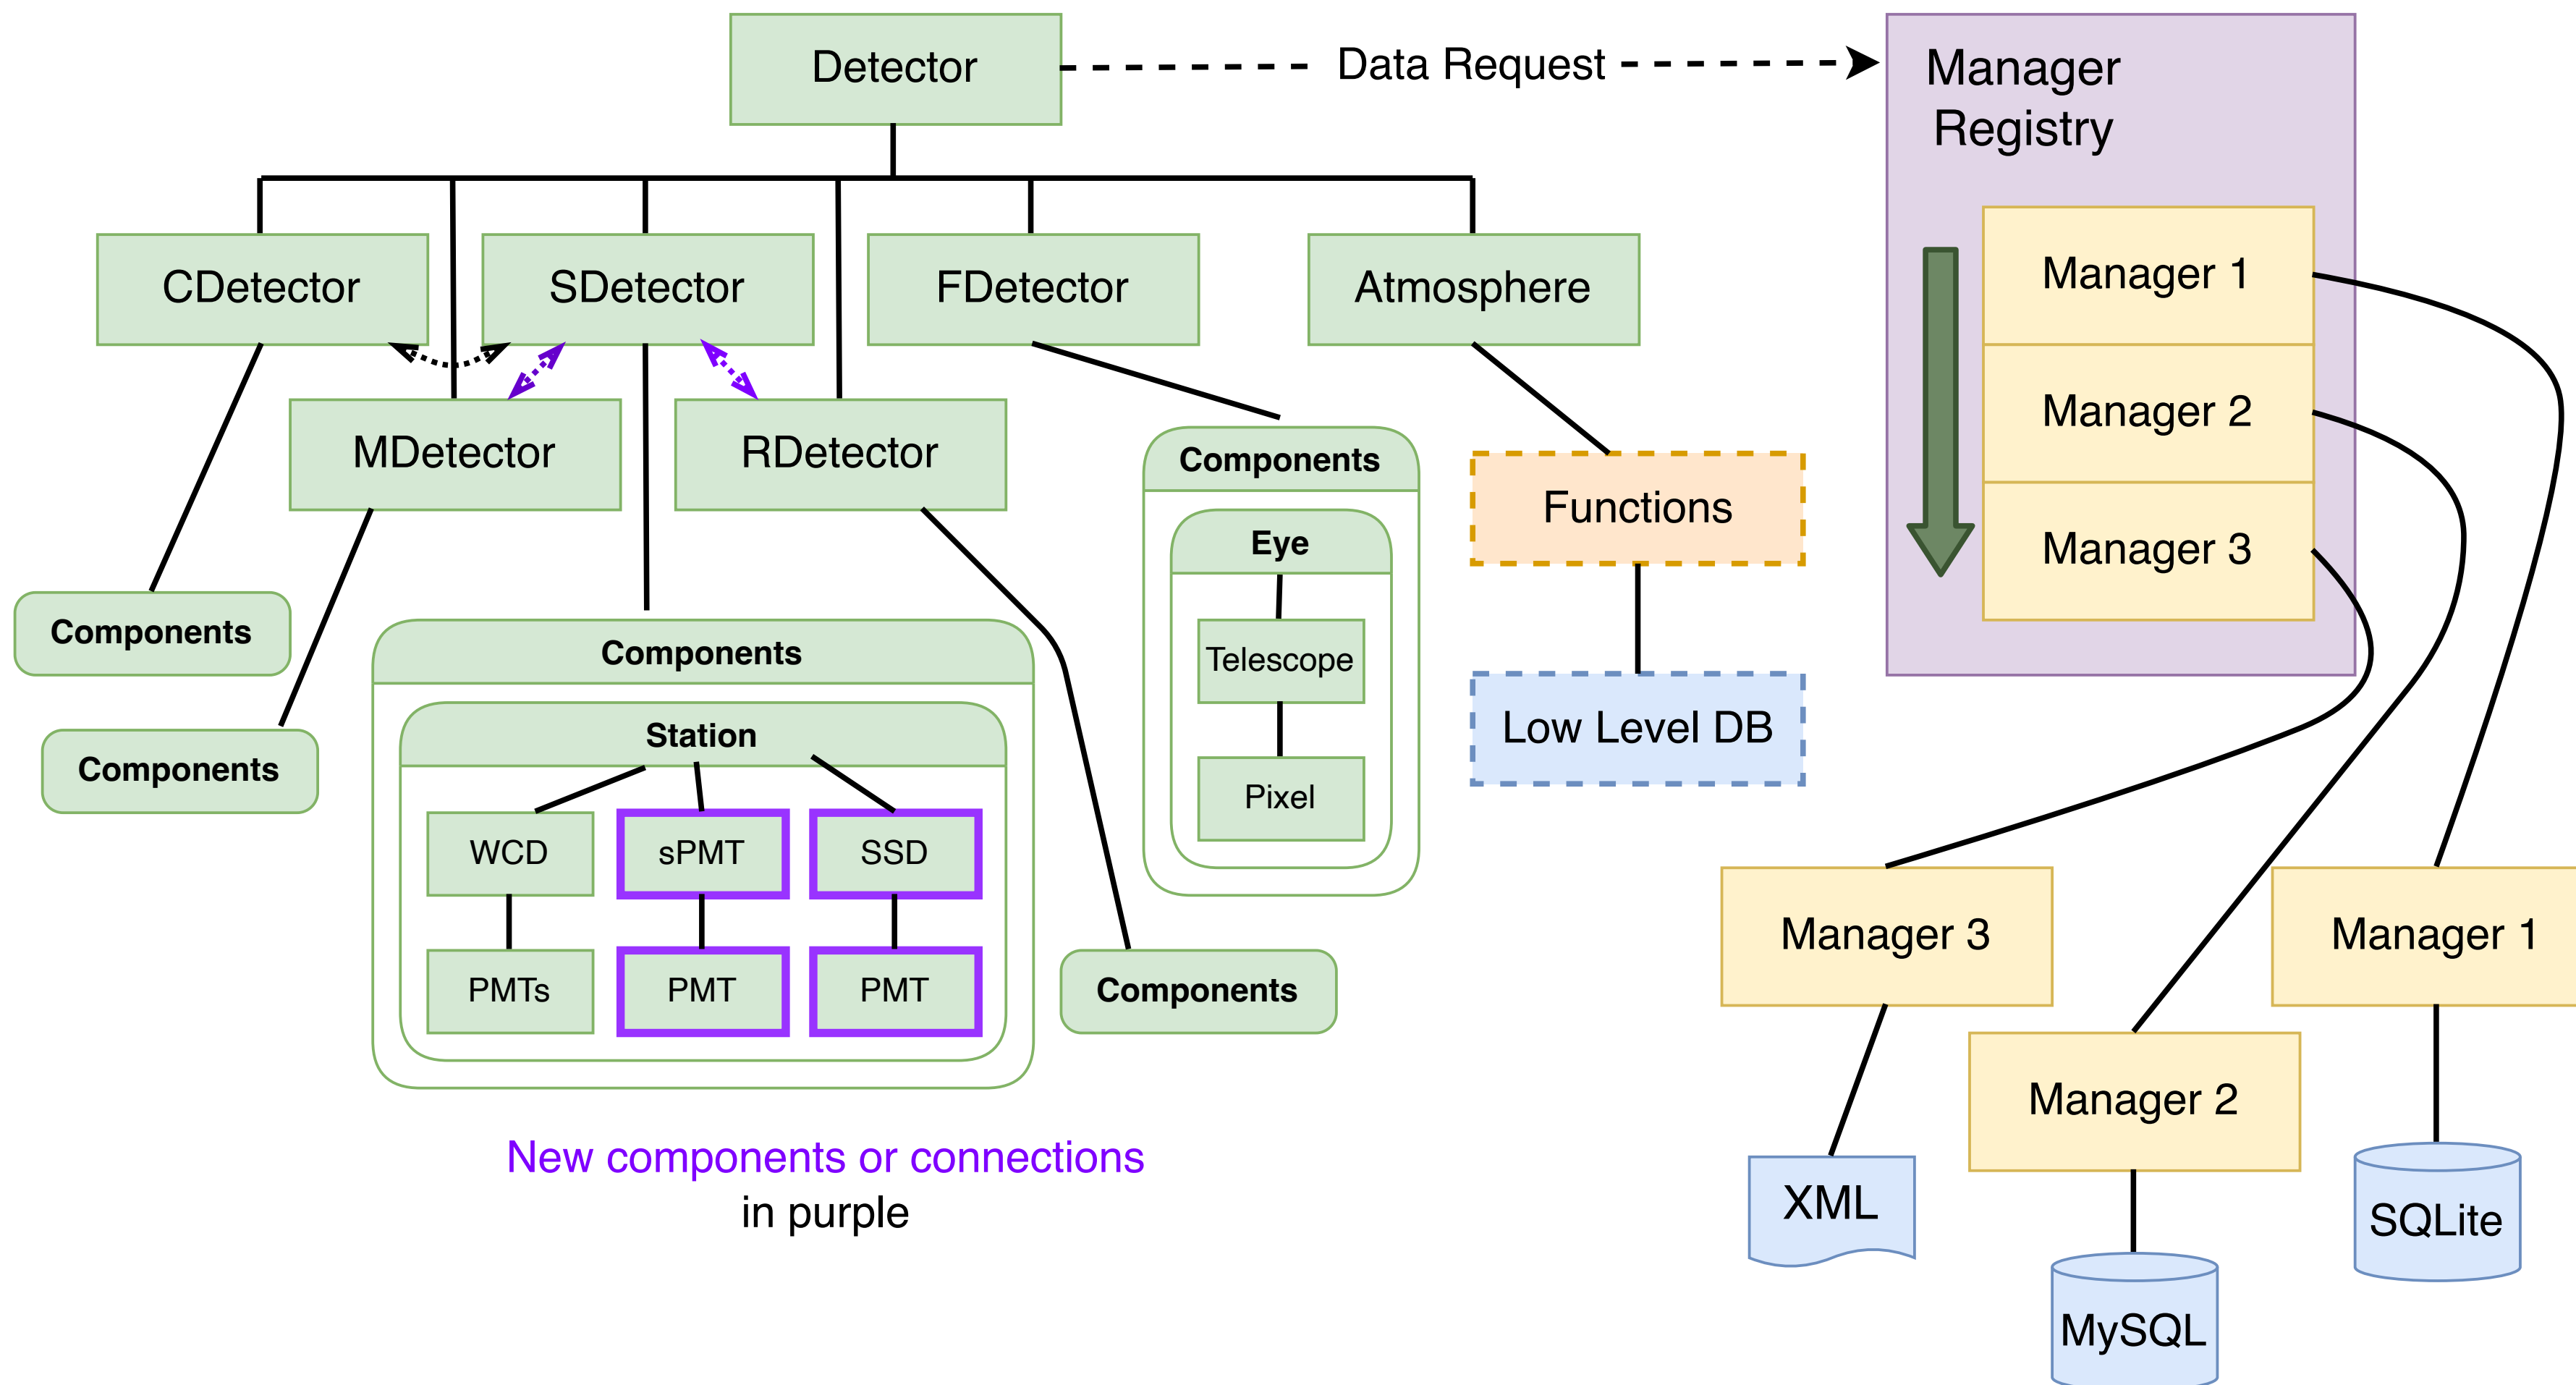 Detector
Data Request
Manager
Registry
CDetector
SDetector
FDetector
Atmosphere
Manager 1
Manager 2
Manager 3
MDetector
RDetector
Components
Eye
Telescope
Pixel
Functions
Low Level DB
Components
Components
Components
Station
WCD
sPMT
SSD
PMTs
PMT
PMT
Components
Manager 3
Manager 1
Manager 2
XML
SQLite
MySQL
New components or connections
in purple